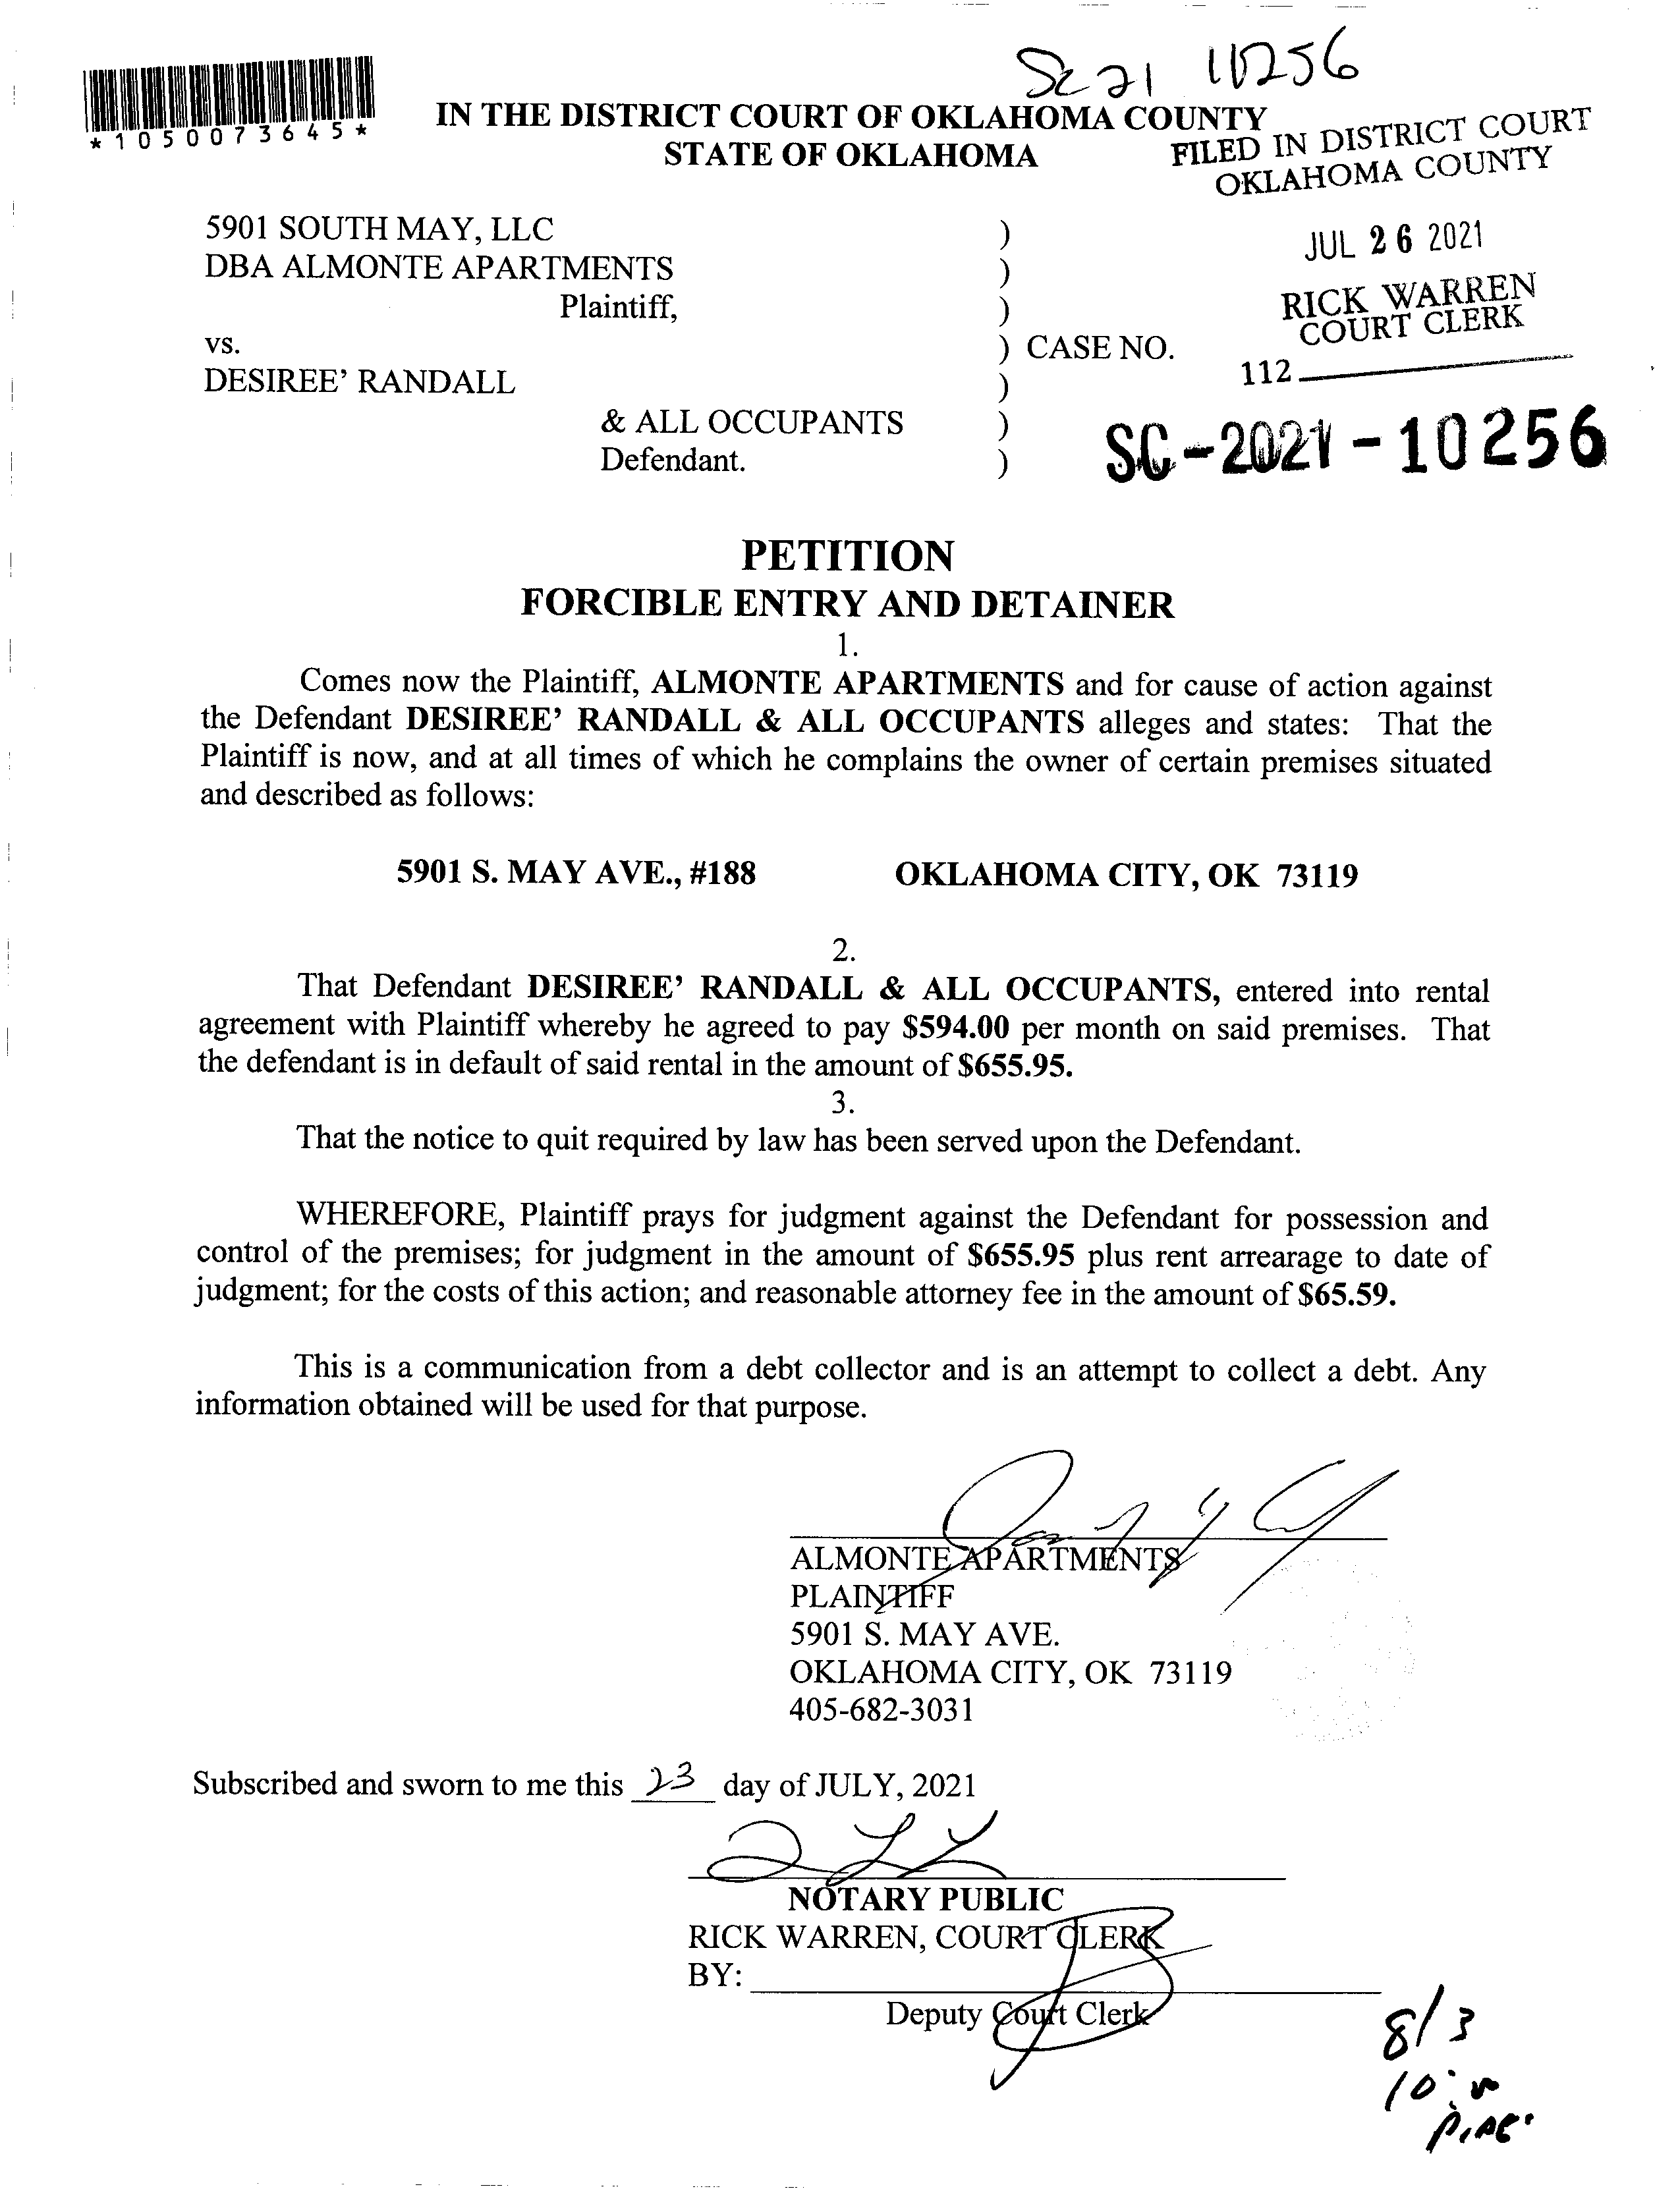 SC 21 10256
*1050073645*
IN THE DISTRICT COURT OF OKLAHOMA COUNTY
STATE OF OKLAHOMA
FILED IN DISTRICT COURT
OKLAHOMA COUNTY
JUL 26 2021
RICK WARREN
COURT CLERK
112
5901 SOUTH MAY, LLC )
DBA ALMONTE APARTMENTS )
Plaintiff, )
vs. ) CASE NO.
DESIREE’ RANDALL )
& ALL OCCUPANTS )
Defendant. )
SC-2021-10256
PETITION
FORCIBLE ENTRY AND DETAINER
1.
Comes now the Plaintiff, ALMONTE APARTMENTS and for cause of action against
the Defendant DESIREE’ RANDALL & ALL OCCUPANTS alleges and states: That the
Plaintiff is now, and at all times of which he complains the owner of certain premises situated
and described as follows:
5901 S. MAY AVE., #188 OKLAHOMA CITY, OK 73119
2.
That Defendant DESIREE’ RANDALL & ALL OCCUPANTS, entered into rental
agreement with Plaintiff whereby he agreed to pay $594.00 per month on said premises. That
the defendant is in default of said rental in the amount of $655.95.
3.
That the notice to quit required by law has been served upon the Defendant.
WHEREFORE, Plaintiff prays for judgment against the Defendant for possession and
control of the premises; for judgment in the amount of $655.95 plus rent arrearage to date of
judgment; for the costs of this action; and reasonable attorney fee in the amount of $65.59.
This is a communication from a debt collector and is an attempt to collect a debt. Any
information obtained will be used for that purpose.
ALMONTE APARTMENTS
PLAINTIFF
5901 S. MAY AVE.
OKLAHOMA CITY, OK 73119
405-682-3031
Subscribed and sworn to me this 23 day of JULY, 2021
NOTARY PUBLIC
RICK WARREN, COURT CLERK
BY:
Deputy Court Clerk
8/3